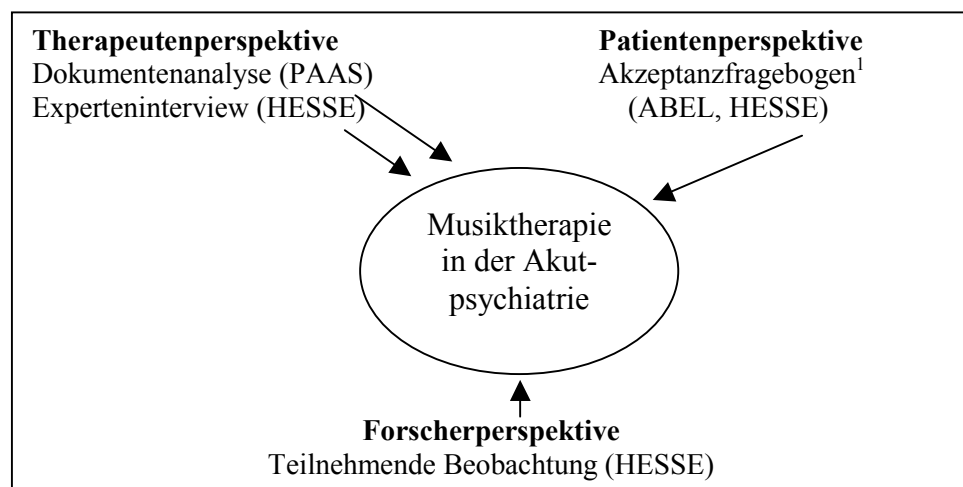 Therapeutenperspektive
Dokumentenanalyse (PAAS)
Experteninterview (HESSE)
Patientenperspektive
Akzeptanzfragebogen¹
(ABEL, HESSE)
Musiktherapie
in der Akut-
psychiatrie
Forscherperspektive
Teilnehmende Beobachtung (HESSE)